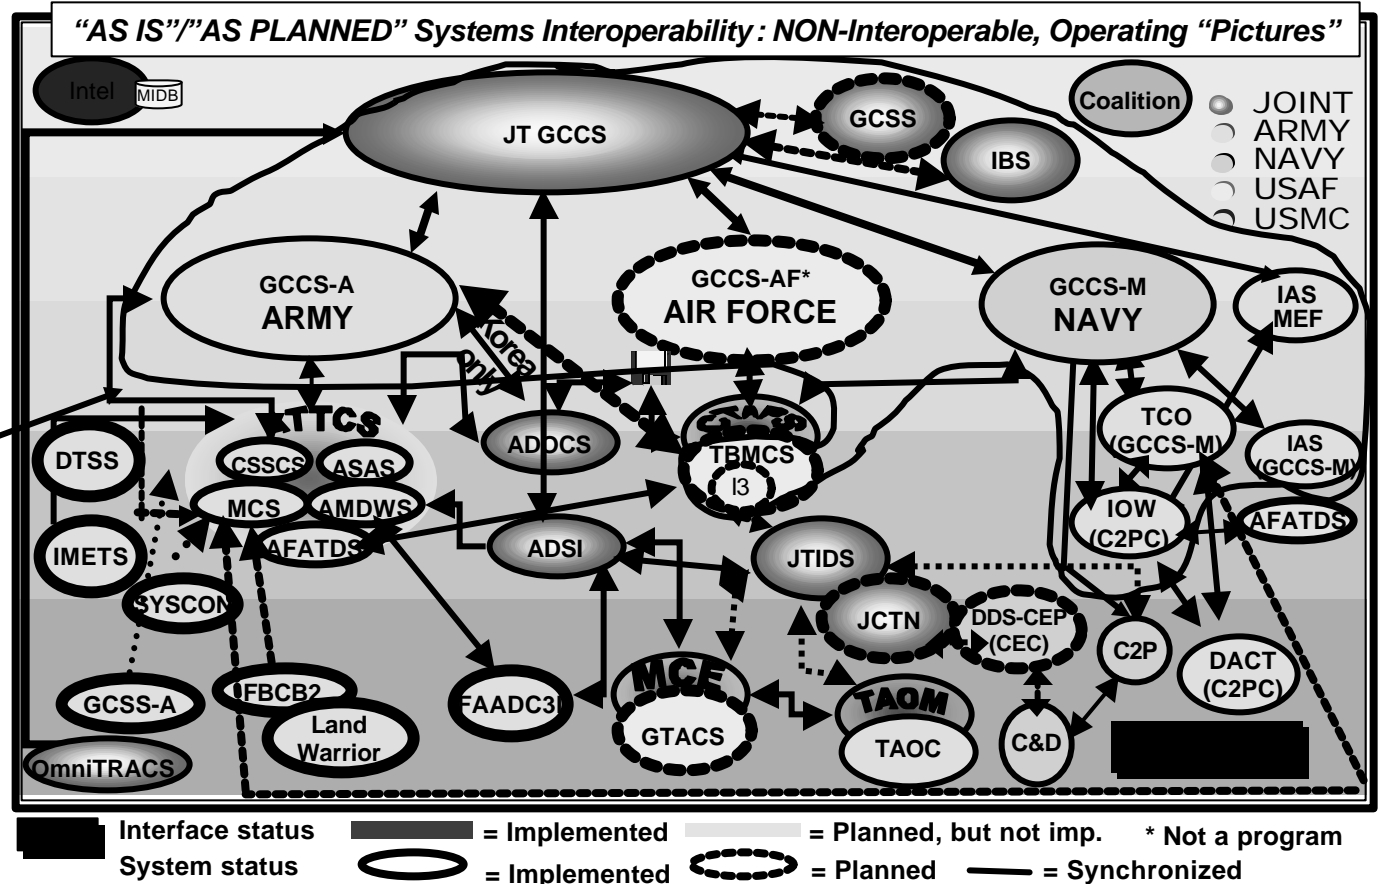 “AS IS”/”AS PLANNED” Systems Interoperability: NON-Interoperable, Operating “Pictures”
Intel
MIDB
JT GCCS
GCSS
IBS
Coalition
JOINT
ARMY
NAVY
USAF
USMC
GCCS-A
ARMY
GCCS-AF*
AIR FORCE
GCCS-M
NAVY
IAS
MEF
Korea
only
DTSS
CSSCS
ASAS
MCS
AMDWS
AFATDS
ADOCS
TBMCS
I3
TCO
(GCCS-M)
IAS
(GCCS-M)
IOW
(C2PC)
AFATDS
IMETS
ADSI
JTIDS
SYSCON
JCTN
DDS-CEP
(CEC)
C2P
DACT
(C2PC)
GCSS-A
FBCB2
Land
Warrior
FAADC3I
MCE
GTACS
TAOM
TAOC
C&D
OmniTRACS
Interface status
= Implemented
= Planned, but not imp.
* Not a program
System status
= Implemented
= Planned
= Synchronized